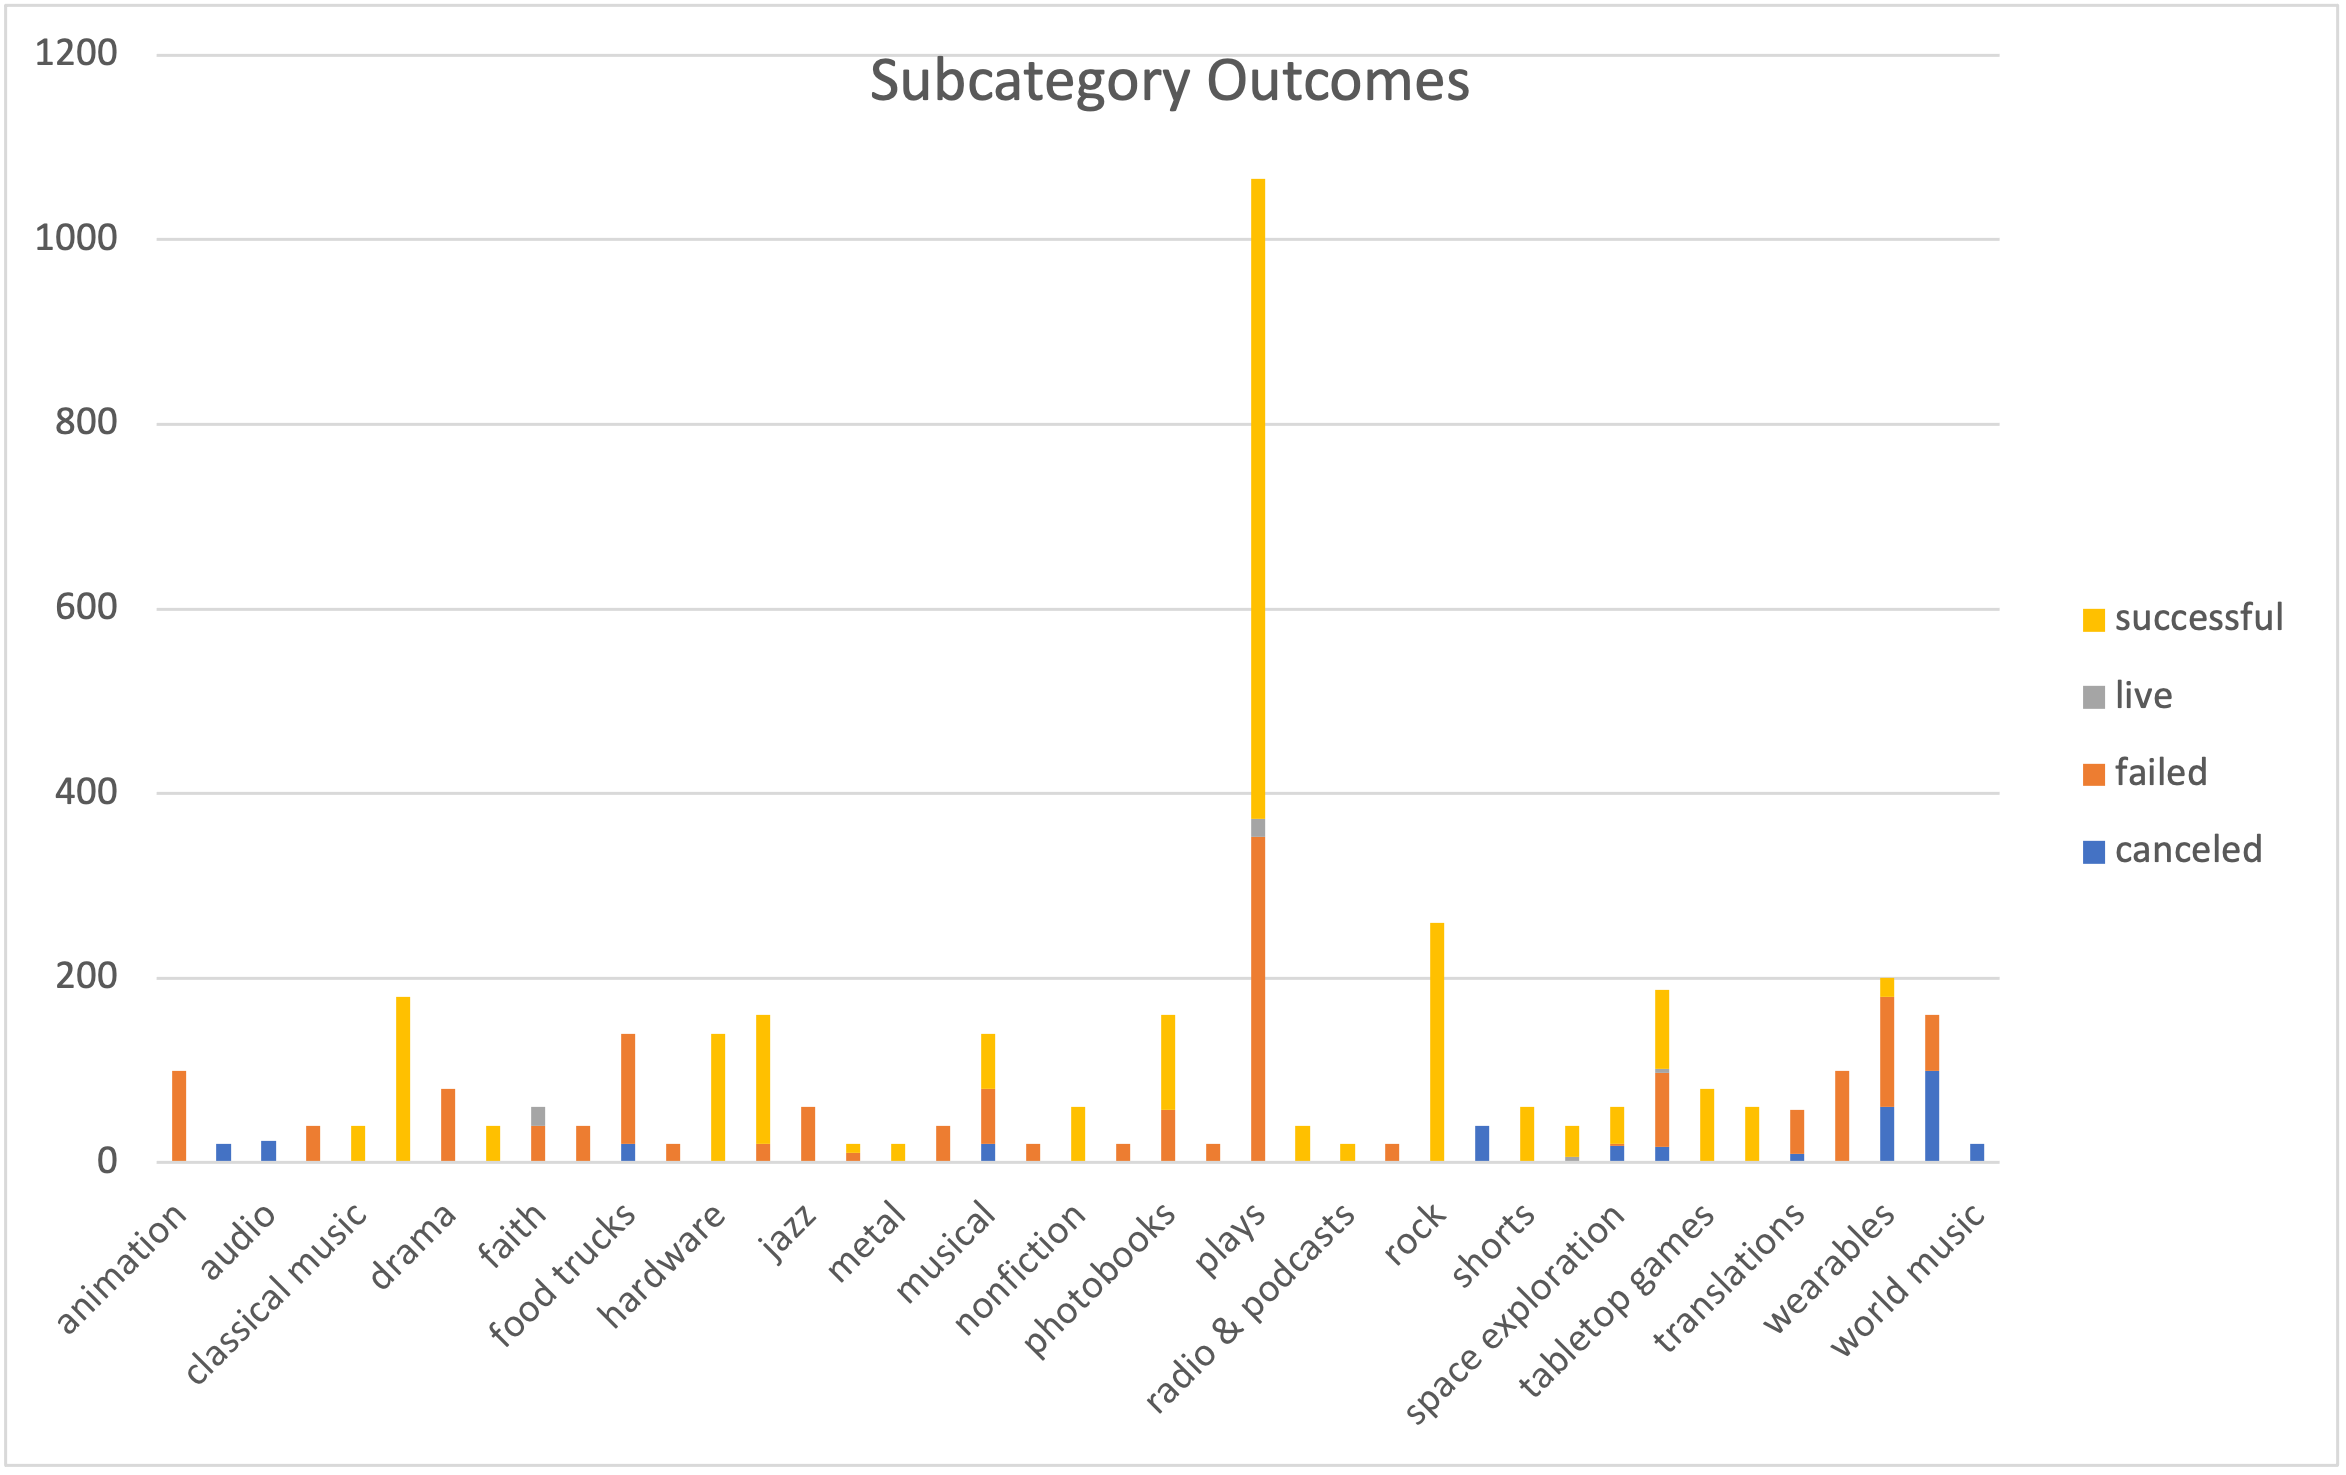 Subcategory Outcomes
1200
1000
800
600
400
200
0
animation
audio
classical music
drama
faith
food trucks
hardware
jazz
metal
musical
nonfiction
photobooks
plays
radio & podcasts
rock
shorts
space exploration
tabletop games
translations
wearables
world music
successful
live
failed
canceled